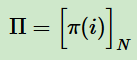 Π = [π(i)]_N